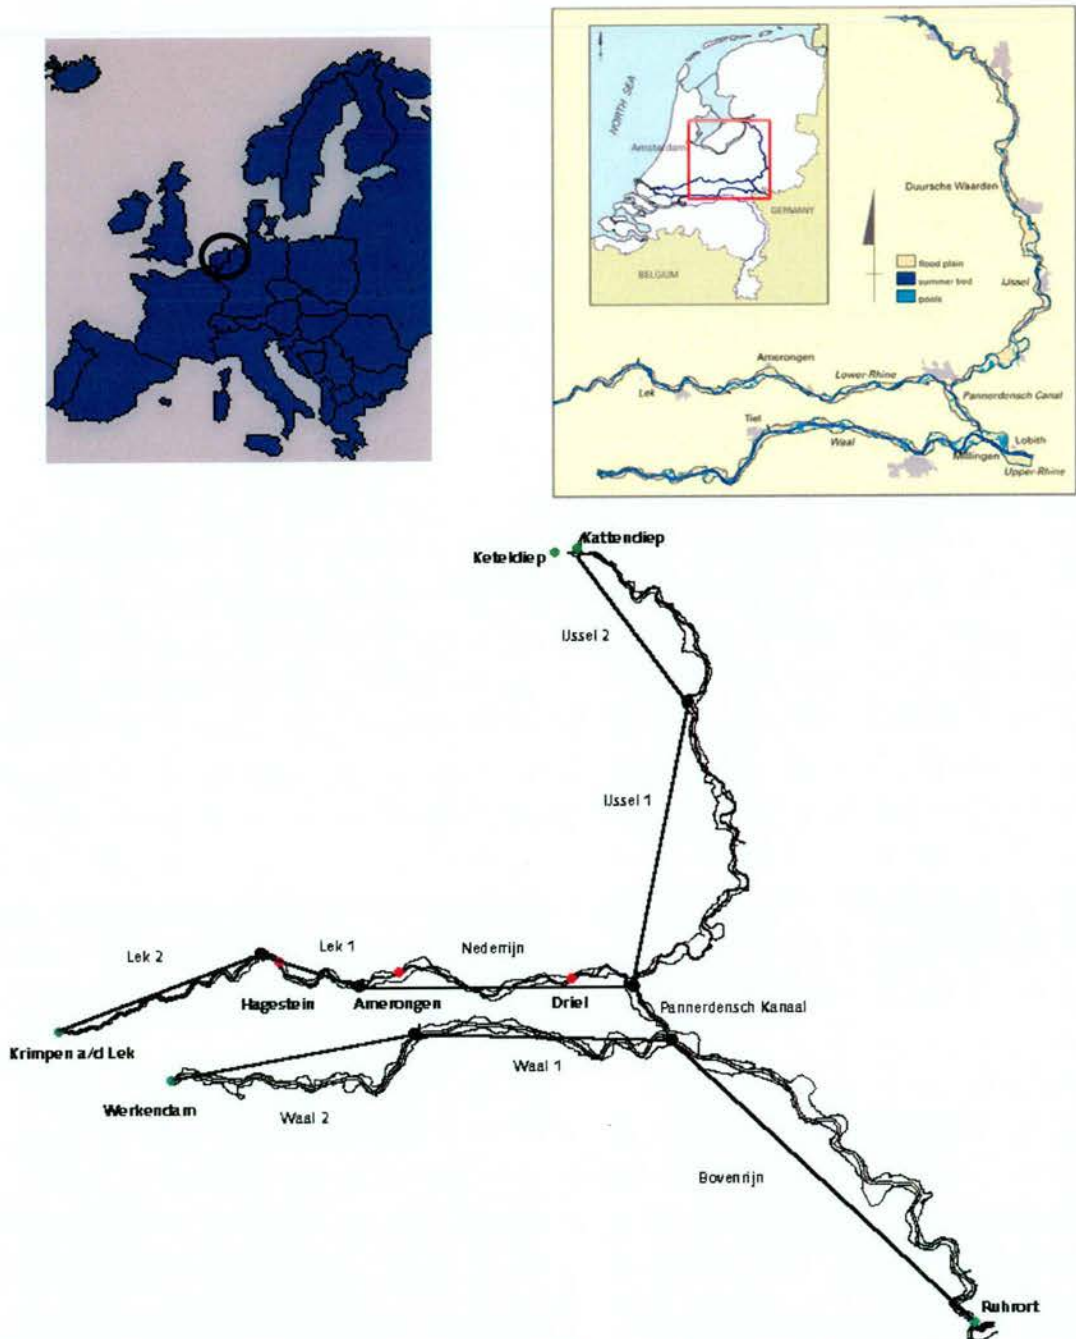 NORTH SEA
Amsterdam
GERMANY
BELGIUM
Duursche Waarden
flood plain
summer bed
pools
IJssel
Amerongen
Lower-Rhine
Lek
Pannerdensch Canal
Tiel
Waal
Lobith
Millingen
Upper-Rhine
Kattendiep
Keteldiep
IJssel 2
IJssel 1
Nederrijn
Lek 1
Lek 2
Hagestein
Amerongen
Driel
Pannerdensch Kanaal
Krimpen a/d Lek
Waal 1
Werkendam
Waal 2
Bovenrijn
Ruhrort